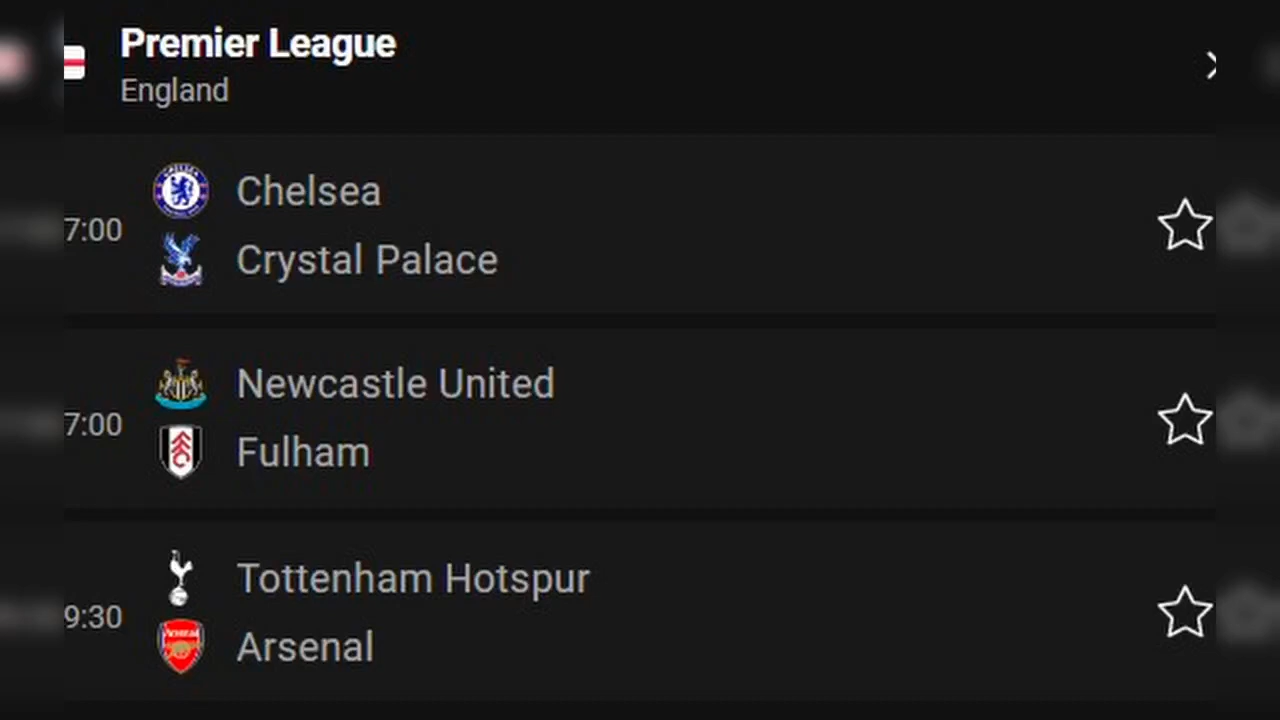 Premier League
England
Chelsea
7:00
Crystal Palace
Newcastle United
7:00
Fulham
Tottenham Hotspur
9:30
Arsenal